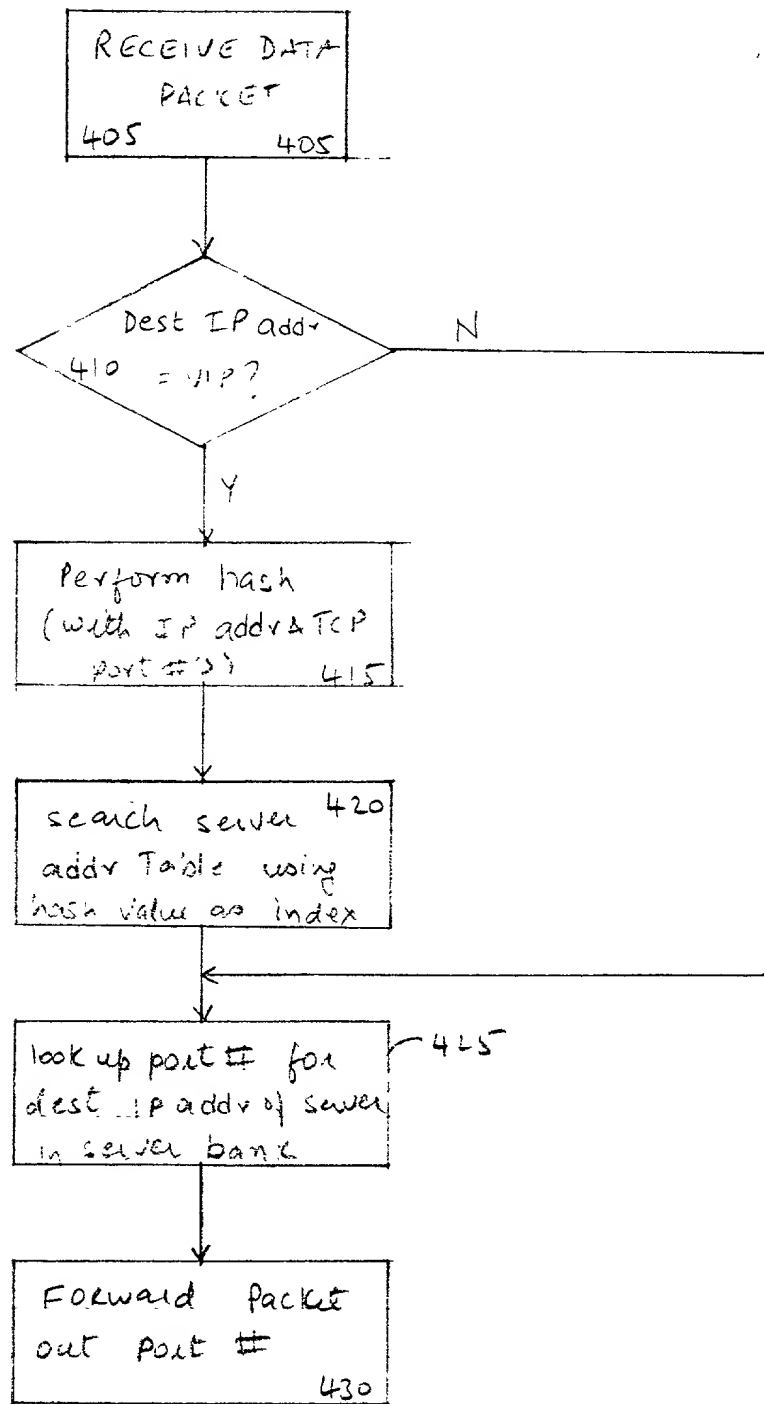 RECEIVE DATA
PACKET
405 405
Dest IP addr
410 = VIP?
N
Y
Perform hash
(with IP addr & TCP
port #'s)
415
420
search server
addr Table using
hash value as index
look up port # for
dest IP addr of server
in server bank
425
Forward Packet
out Port #
430